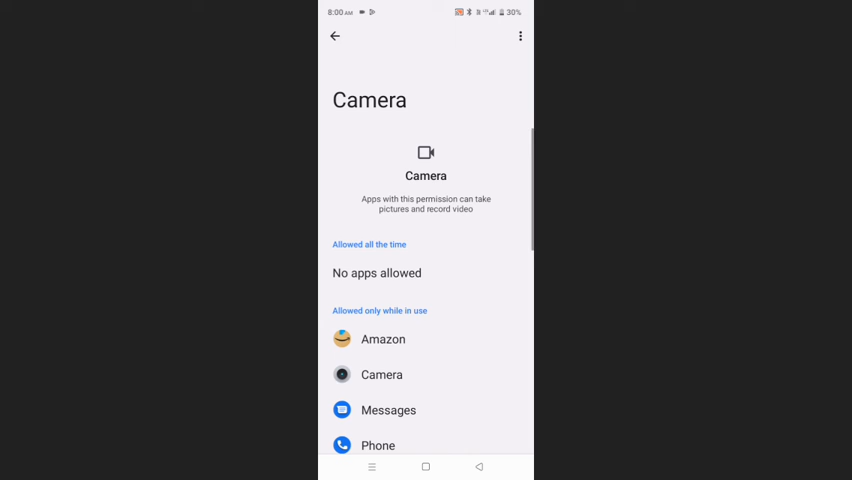 8:00 AM 30%
Camera
Camera
Apps with this permission can take
pictures and record video
Allowed all the time
No apps allowed
Allowed only while in use
Amazon
Camera
Messages
Phone